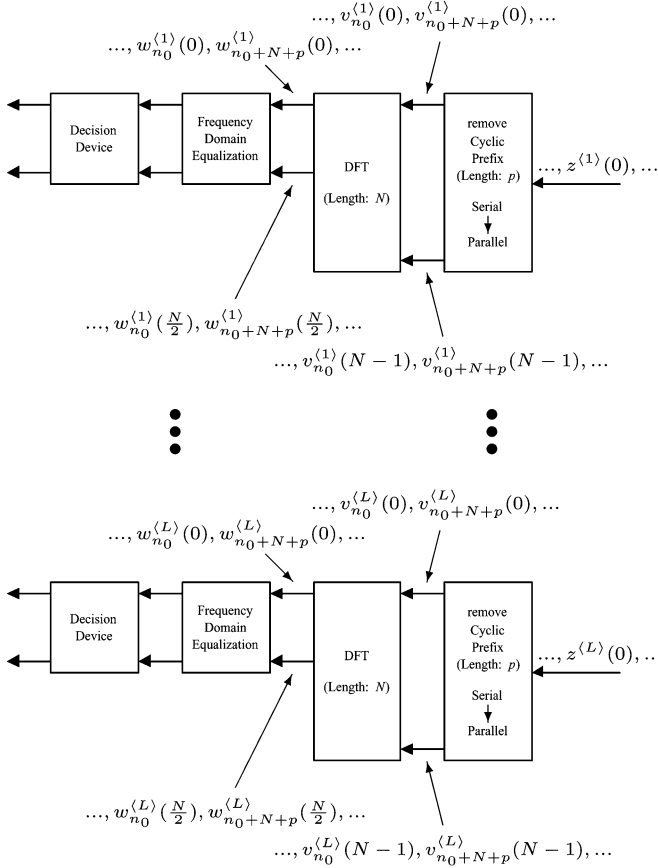 ..., v_{n_0}^{⟨1⟩}(0), v_{n_0+N+p}^{⟨1⟩}(0), ...
..., w_{n_0}^{⟨1⟩}(0), w_{n_0+N+p}^{⟨1⟩}(0), ...
Decision
Device
Frequency
Domain
Equalization
DFT
(Length: N)
remove
Cyclic
Prefix
(Length: p)
Serial
Parallel
..., z^{⟨1⟩}(0), ...
..., w_{n_0}^{⟨1⟩}(N/2), w_{n_0+N+p}^{⟨1⟩}(N/2), ...
..., v_{n_0}^{⟨1⟩}(N − 1), v_{n_0+N+p}^{⟨1⟩}(N − 1), ...
..., v_{n_0}^{⟨L⟩}(0), v_{n_0+N+p}^{⟨L⟩}(0), ...
..., w_{n_0}^{⟨L⟩}(0), w_{n_0+N+p}^{⟨L⟩}(0), ...
Decision
Device
Frequency
Domain
Equalization
DFT
(Length: N)
remove
Cyclic
Prefix
(Length: p)
Serial
Parallel
..., z^{⟨L⟩}(0), ..
..., w_{n_0}^{⟨L⟩}(N/2), w_{n_0+N+p}^{⟨L⟩}(N/2), ...
..., v_{n_0}^{⟨L⟩}(N − 1), v_{n_0+N+p}^{⟨L⟩}(N − 1), ...